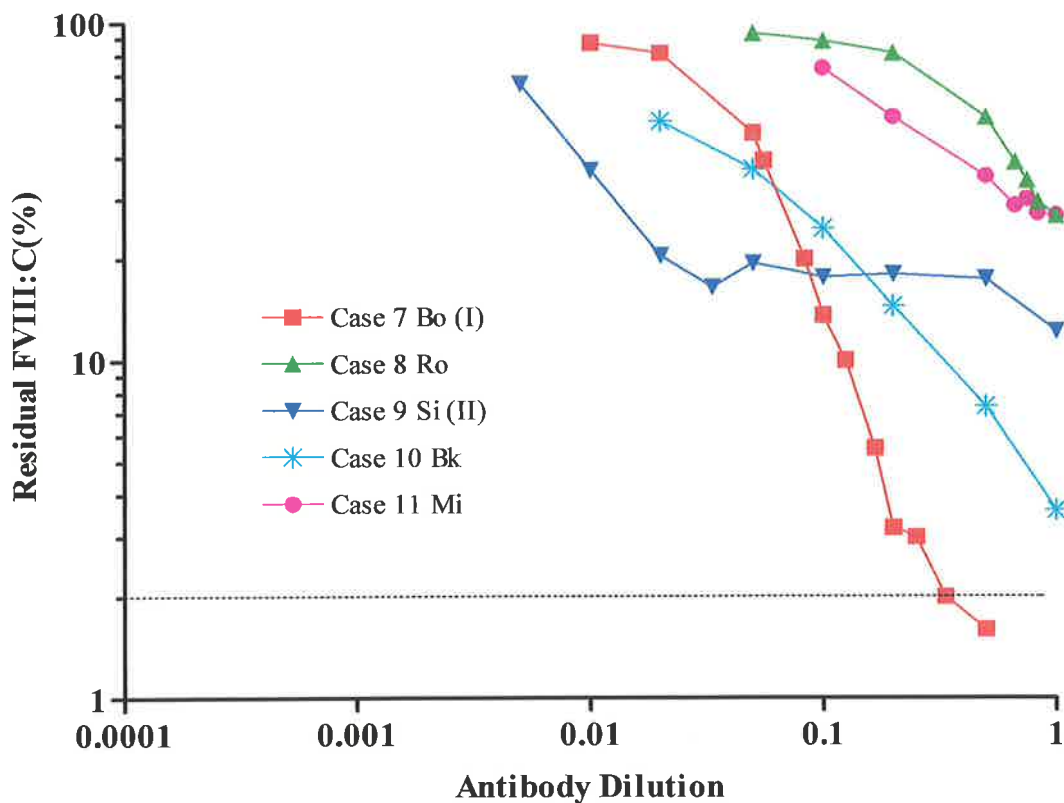 Residual FVIII:C(%)
100
10
1
Case 7 Bo (I)
Case 8 Ro
Case 9 Si (II)
Case 10 Bk
Case 11 Mi
0.0001 0.001 0.01 0.1 1
Antibody Dilution